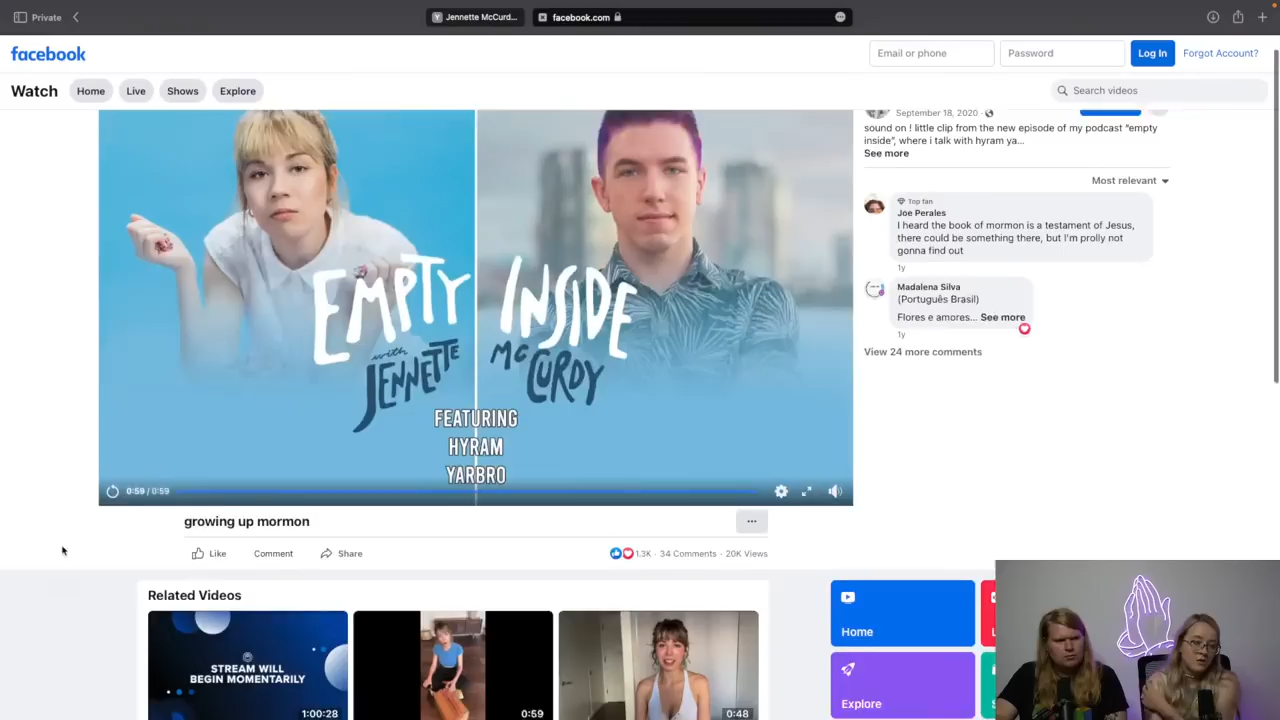 Private
Jennette McCurd...
facebook.com
facebook
Email or phone
Password
Log In
Forgot Account?
Watch
Home
Live
Shows
Explore
Search videos
September 18, 2020 ·
sound on ! little clip from the new episode of my podcast "empty
inside", where i talk with hyram ya...
See more
Most relevant
Top fan
Joe Perales
I heard the book of mormon is a testament of Jesus,
there could be something there, but I'm prolly not
gonna find out
1y
Madalena Silva
(Português Brasil)
Flores e amores... See more
1y
View 24 more comments
EMPTY INSIDE
with
JENNETTE McCURDY
FEATURING
HYRAM
YARBRO
0:59 / 0:59
growing up mormon
Like
Comment
Share
1.3K · 34 Comments · 20K Views
Related Videos
STREAM WILL
BEGIN MOMENTARILY
1:00:28
0:59
0:48
Home
Explore